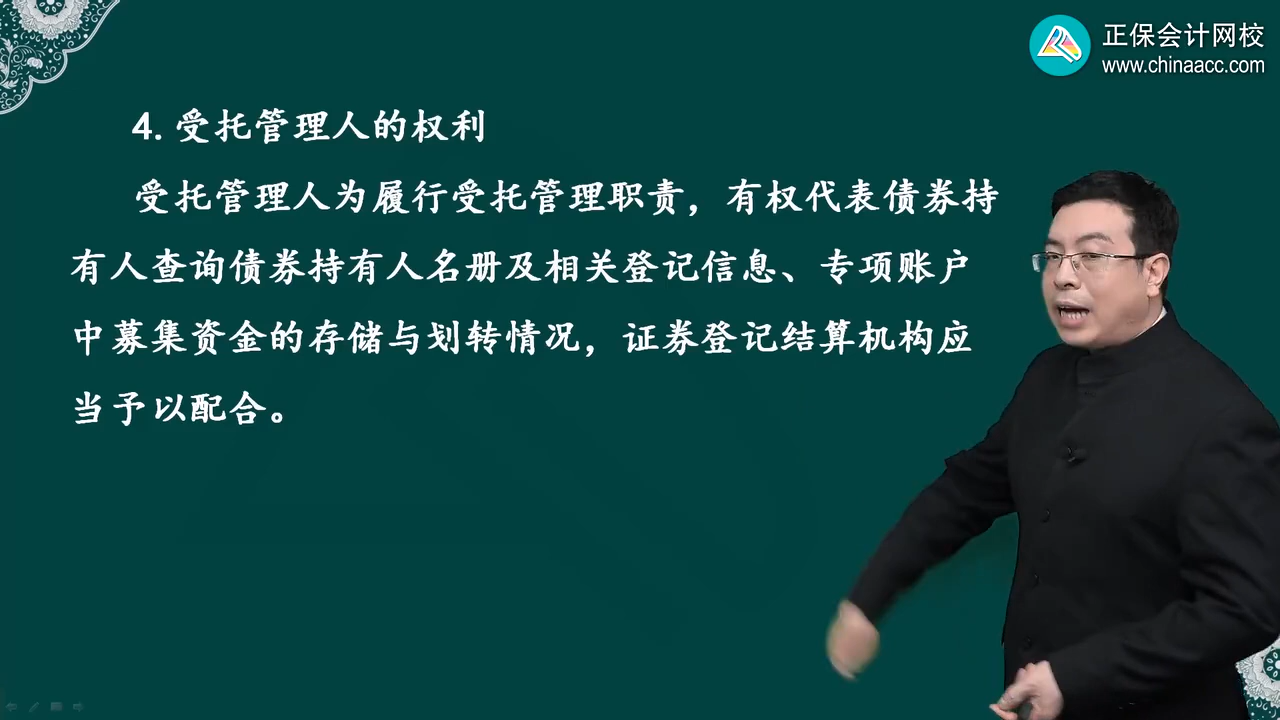 正保会计网校
www.chinaacc.com
4. 受托管理人的权利
受托管理人为履行受托管理职责，有权代表债券持
有人查询债券持有人名册及相关登记信息、专项账户
中募集资金的存储与划转情况，证券登记结算机构应
当予以配合。